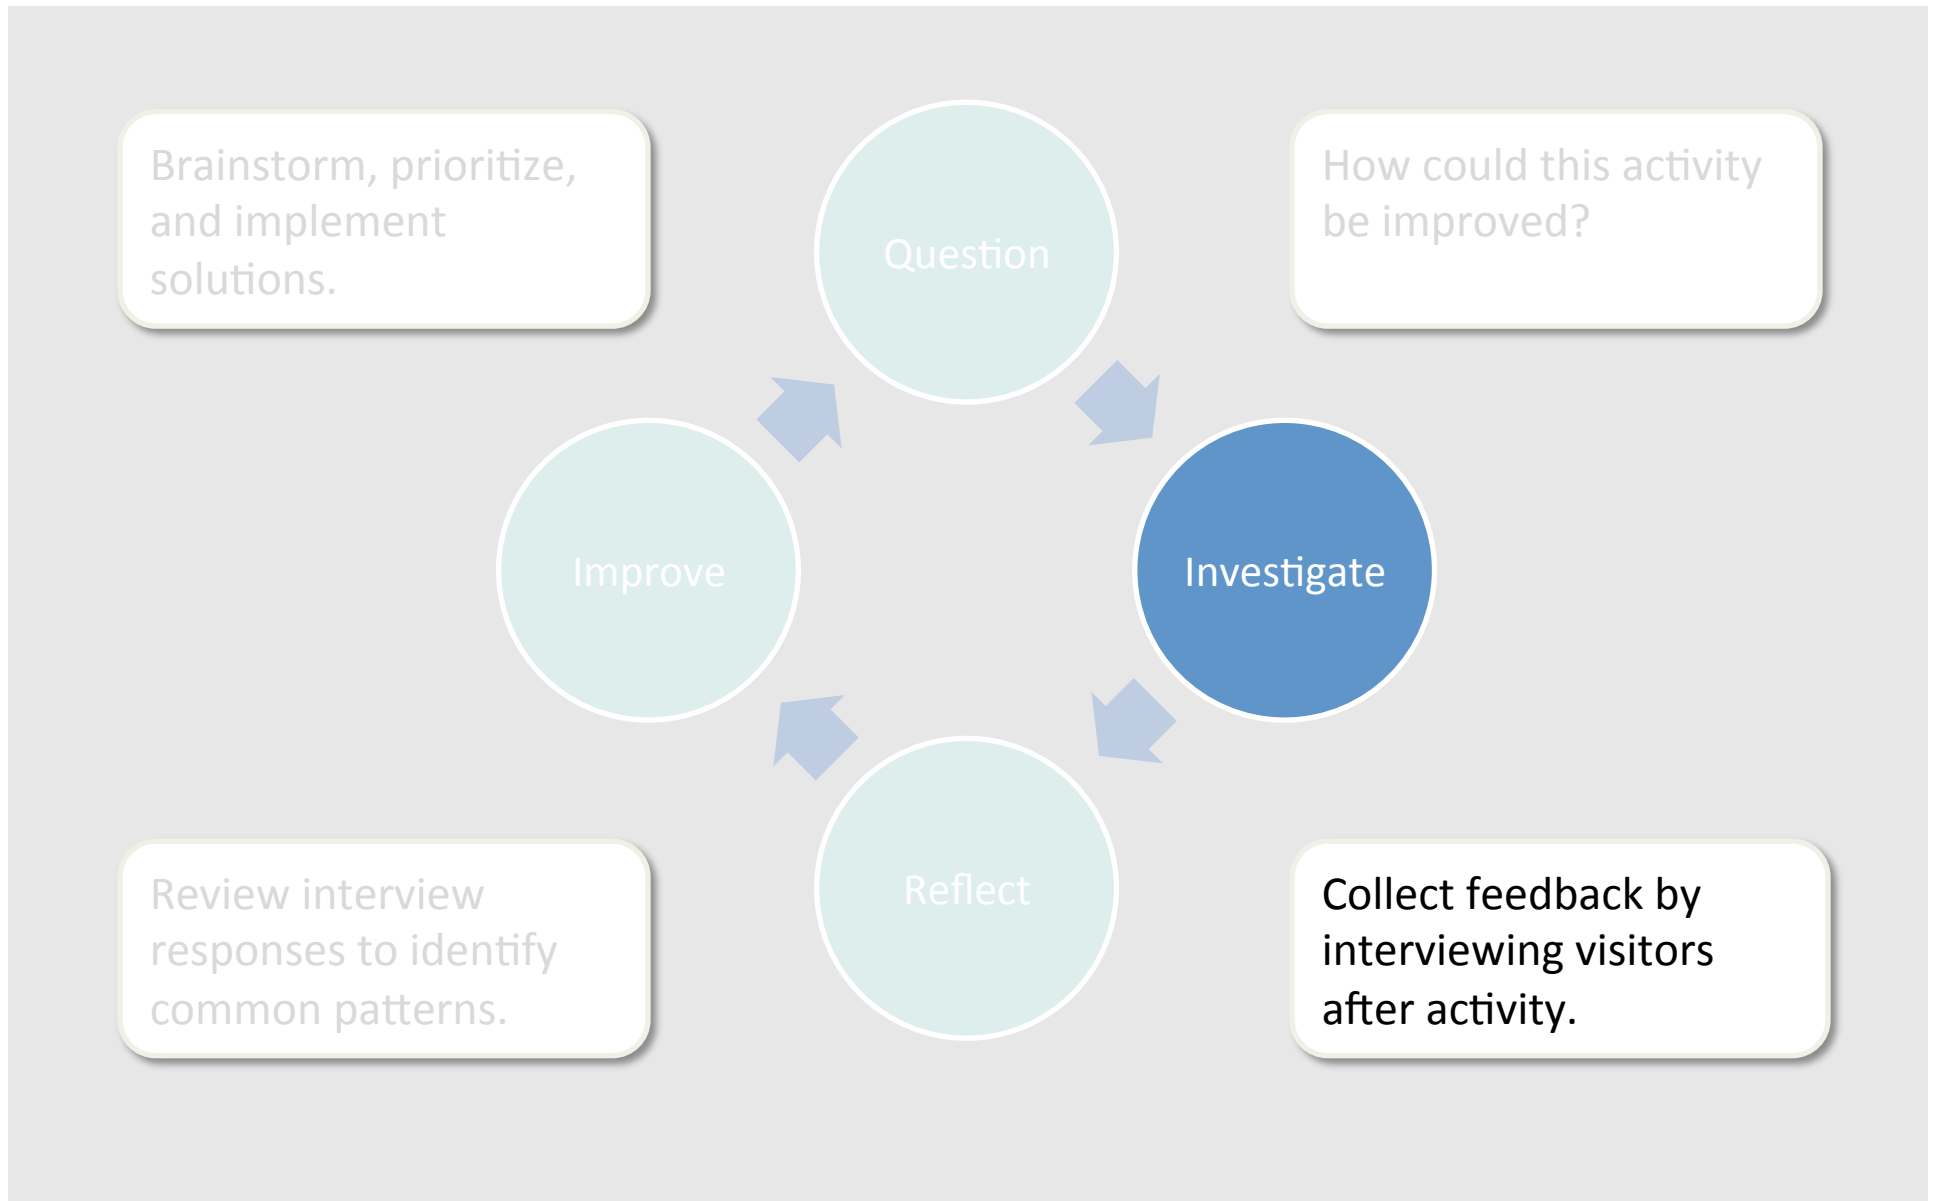 Brainstorm, prioritize,
and implement
solutions.
Question
How could this activity
be improved?
Improve
Investigate
Review interview
responses to identify
common patterns.
Reflect
Collect feedback by
interviewing visitors
after activity.